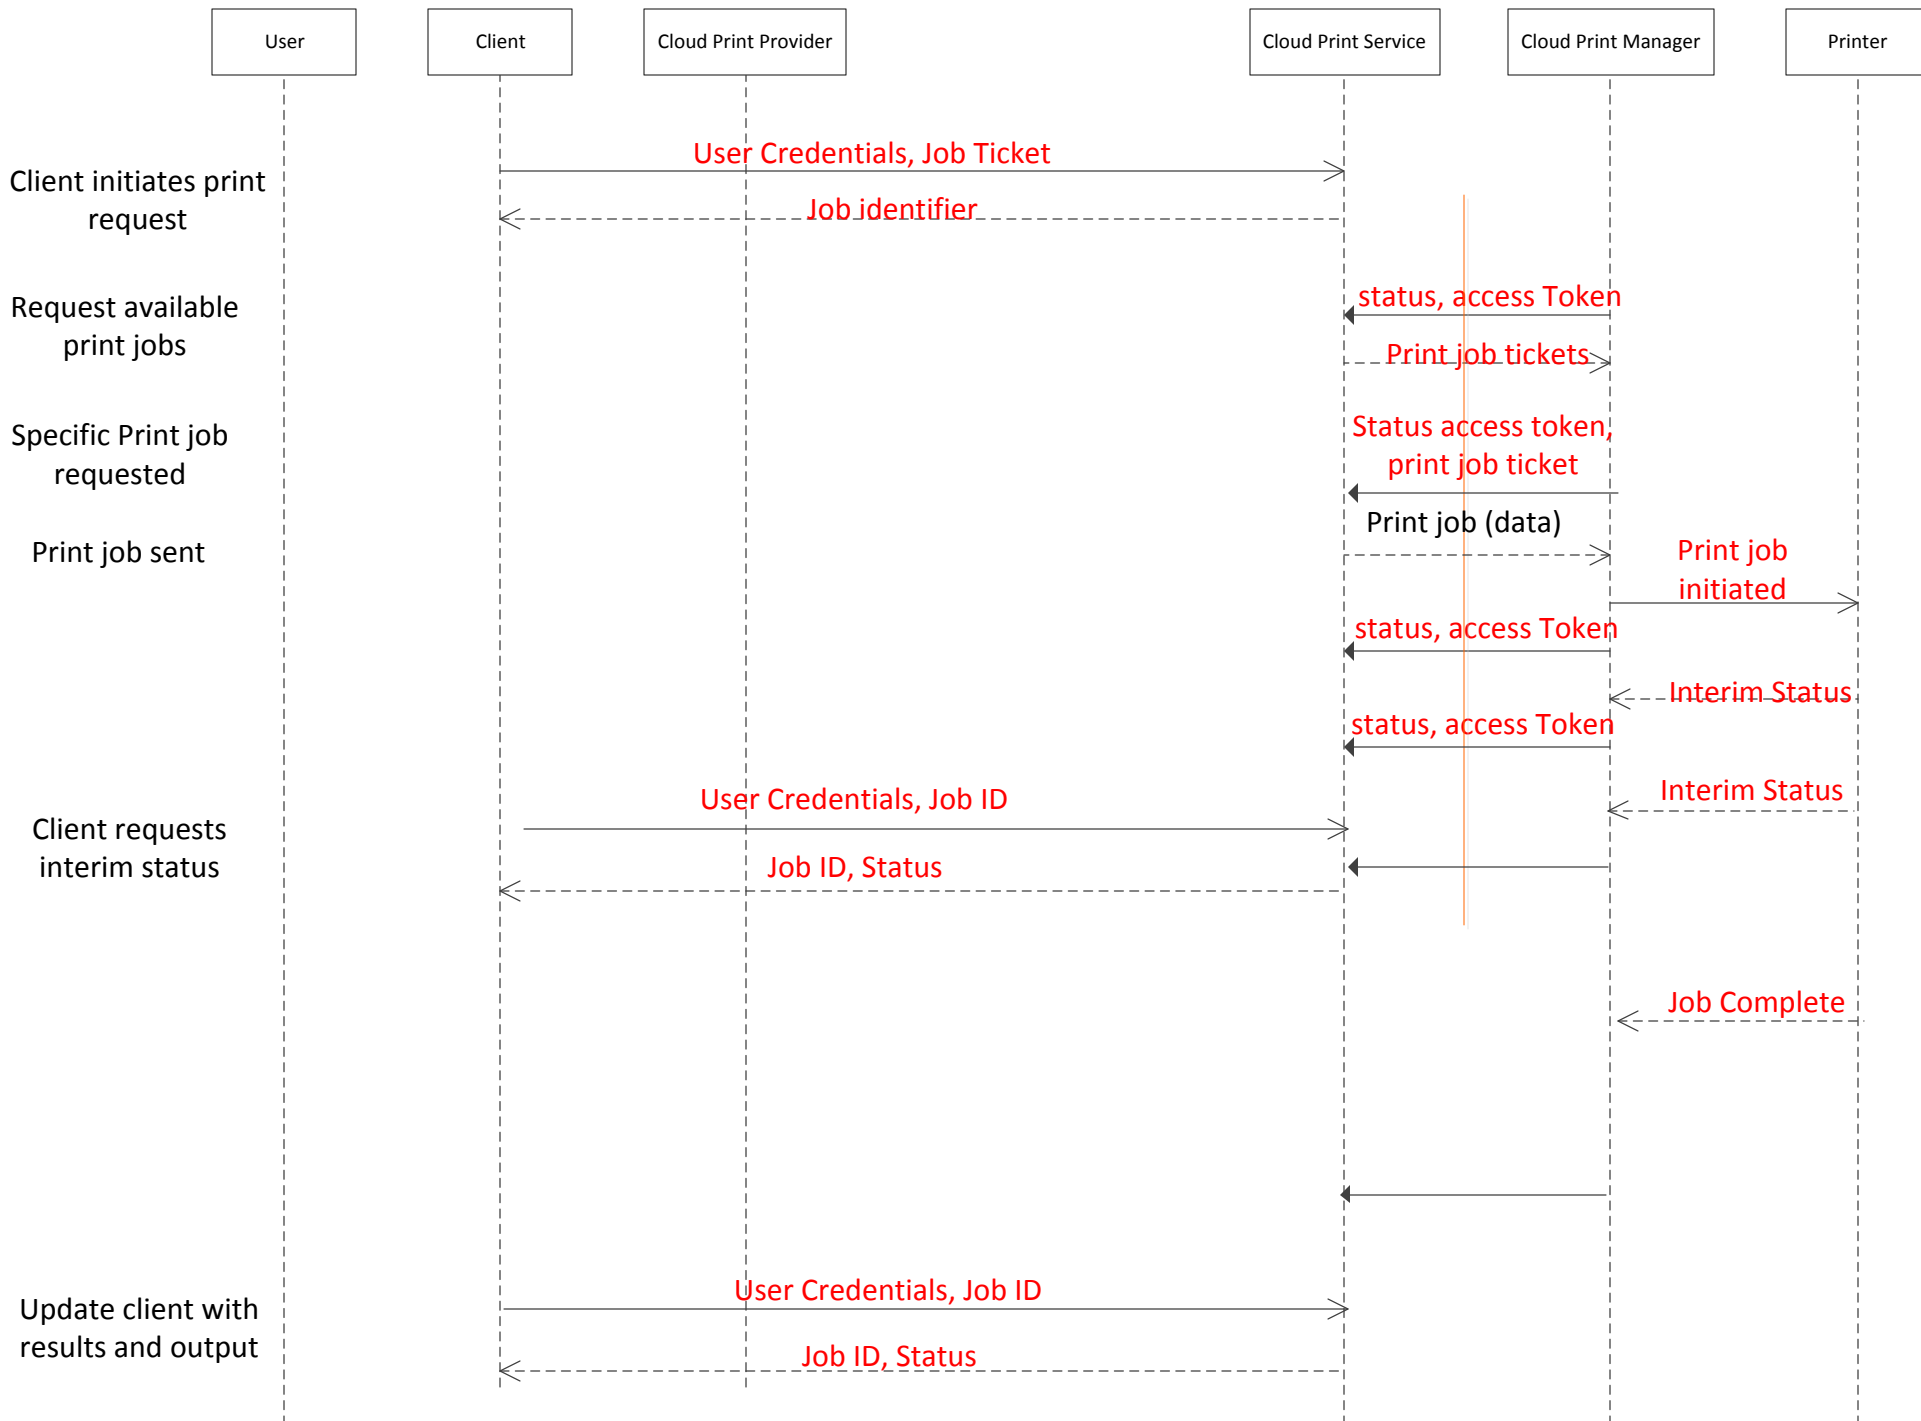 User
Client
Cloud Print Provider
Cloud Print Service
Cloud Print Manager
Printer
User Credentials, Job Ticket
Client initiates print
request
Job identifier
Request available
print jobs
status, access Token
Print job tickets
Specific Print job
requested
Status access token,
print job ticket
Print job (data)
Print job sent
Print job
initiated
status, access Token
Interim Status
status, access Token
Interim Status
User Credentials, Job ID
Client requests
interim status
Job ID, Status
Job Complete
User Credentials, Job ID
Update client with
results and output
Job ID, Status